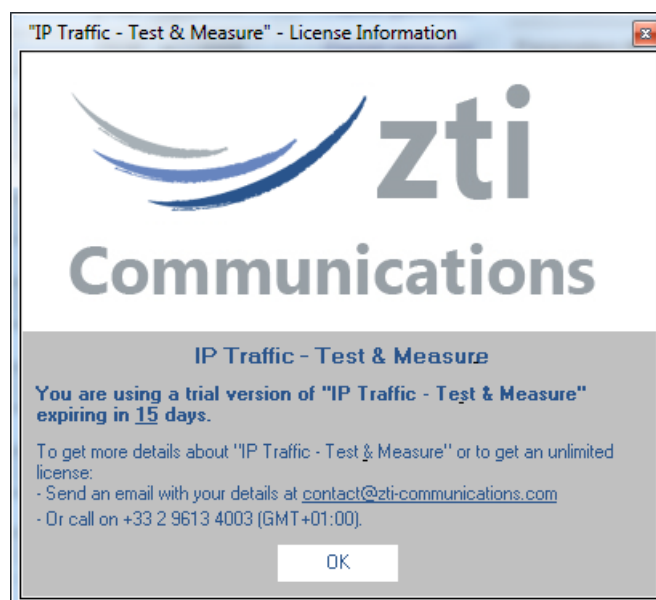 "IP Traffic - Test & Measure" - License Information
zti
Communications
IP Traffic - Test & Measure
You are using a trial version of "IP Traffic - Test & Measure"
expiring in 15 days.
To get more details about "IP Traffic - Test & Measure" or to get an unlimited
license:
- Send an email with your details at contact@zti-communications.com
- Or call on +33 2 9613 4003 (GMT+01:00).
OK